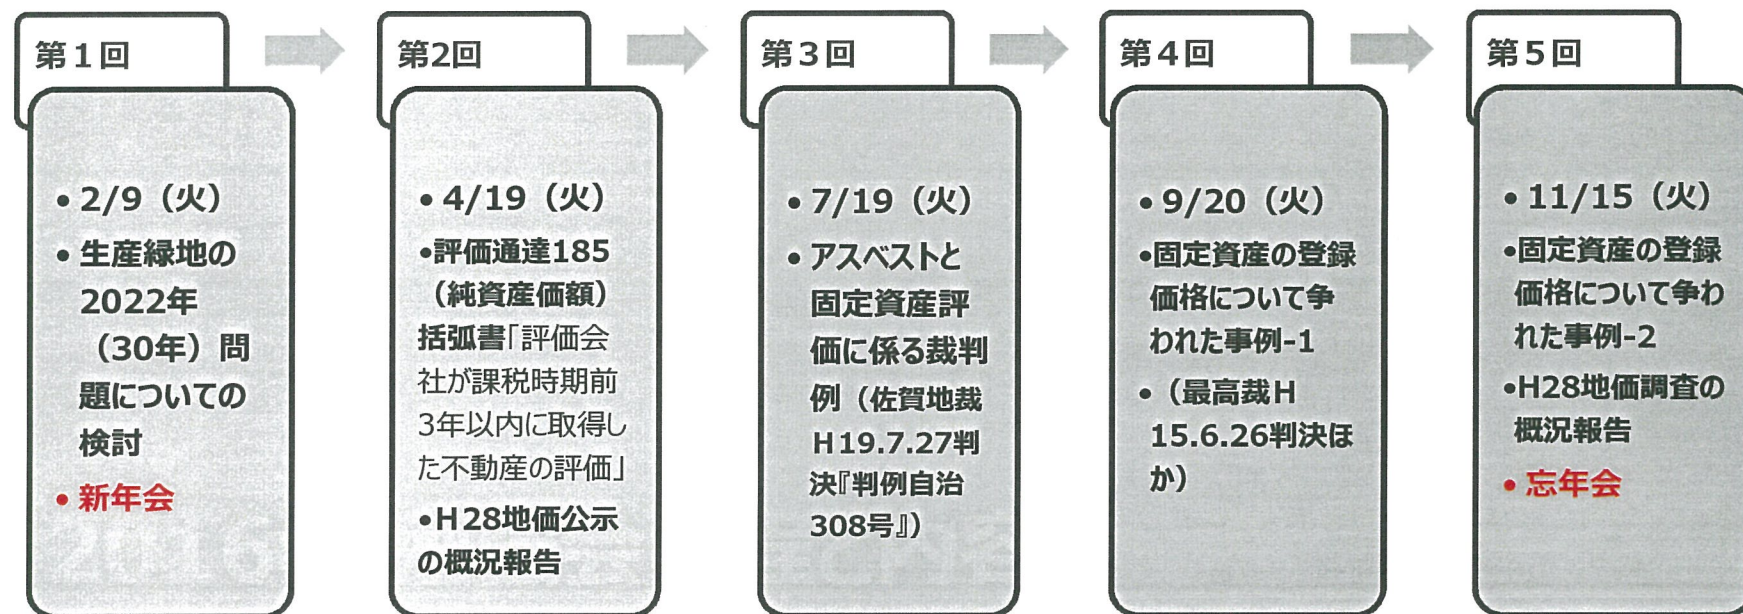 第１回
• 2/9（火）
• 生産緑地の
2022年
（30年）問
題についての
検討
• 新年会
2016
第2回
• 4/19（火）
•評価通達185
（純資産価額）
括弧書「評価会
社が課税時期前
3年以内に取得し
た不動産の評価」
•Ｈ28地価公示
の概況報告
第３回
• 7/19（火）
• アスベストと
固定資産評
価に係る裁判
例（佐賀地裁
Ｈ19.7.27判
決『判例自治
308号』）
第４回
• 9/20（火）
•固定資産の登録
価格について争
われた事例-1
• （最高裁Ｈ
15.6.26判決ほ
か）
第５回
• 11/15（火）
•固定資産の登録
価格について争わ
れた事例-2
•H28地価調査の
概況報告
• 忘年会